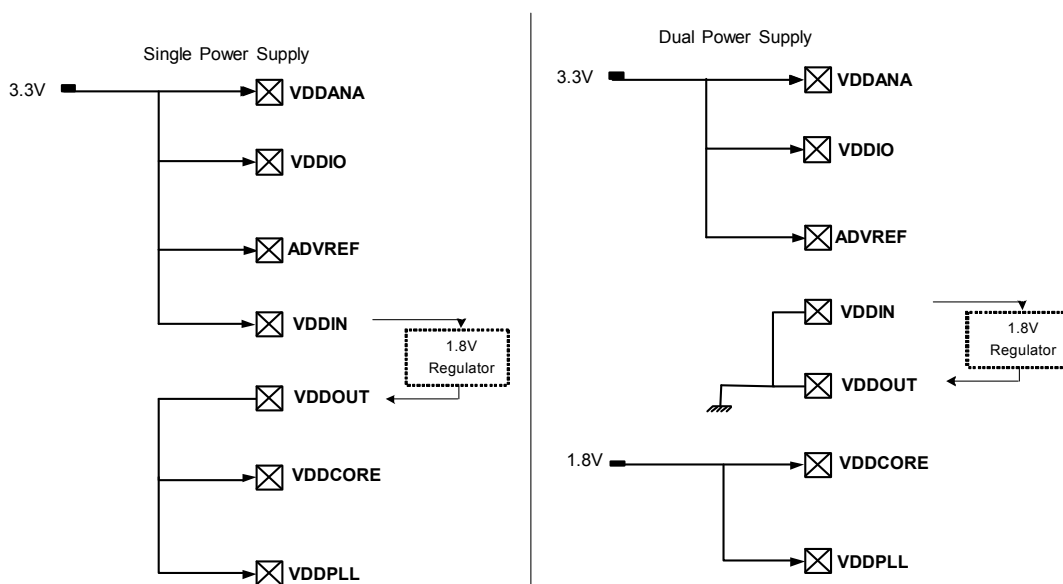 Single Power Supply
3.3V
VDDANA
VDDIO
ADVREF
VDDIN
1.8V
Regulator
VDDOUT
VDDCORE
VDDPLL
Dual Power Supply
3.3V
VDDANA
VDDIO
ADVREF
VDDIN
1.8V
Regulator
VDDOUT
1.8V
VDDCORE
VDDPLL